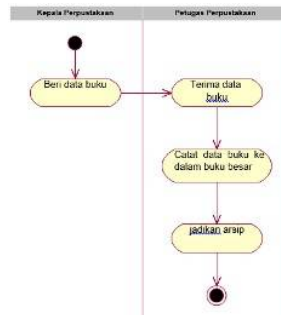 Kepala Perpustakaan
Petugas Perpustakaan
Beri data buku
Terima data
buku
Catat data buku ke
dalam buku besar
jadikan arsip